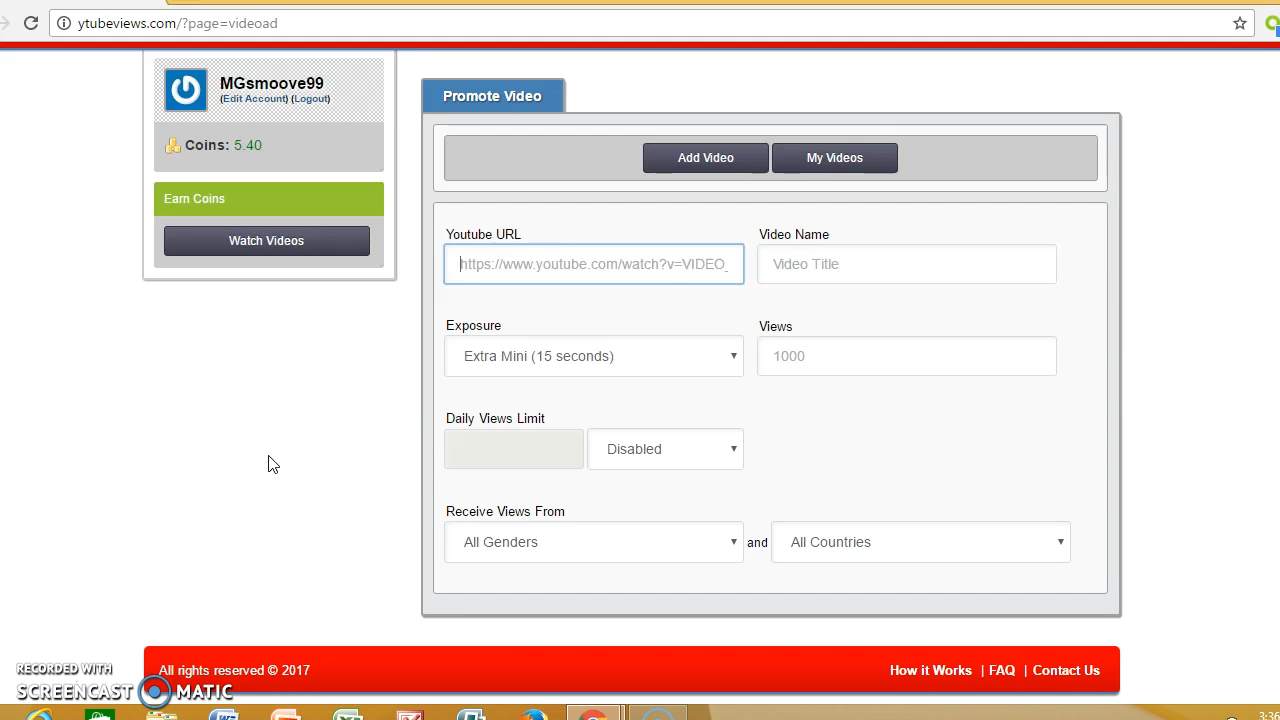 ytubeviews.com/?page=videoad
MGsmoove99
(Edit Account) (Logout)
Coins: 5.40
Earn Coins
Watch Videos
Promote Video
Add Video
My Videos
Youtube URL
Video Name
https://www.youtube.com/watch?v=VIDEO_
Video Title
Exposure
Views
Extra Mini (15 seconds)
1000
Daily Views Limit
Disabled
Receive Views From
All Genders
and
All Countries
All rights reserved © 2017
How it Works | FAQ | Contact Us
RECORDED WITH
SCREENCAST MATIC